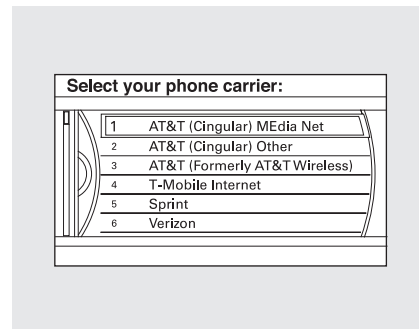 Select your phone carrier:
1 AT&T (Cingular) MEdia Net
2 AT&T (Cingular) Other
3 AT&T (Formerly AT&T Wireless)
4 T-Mobile Internet
5 Sprint
6 Verizon